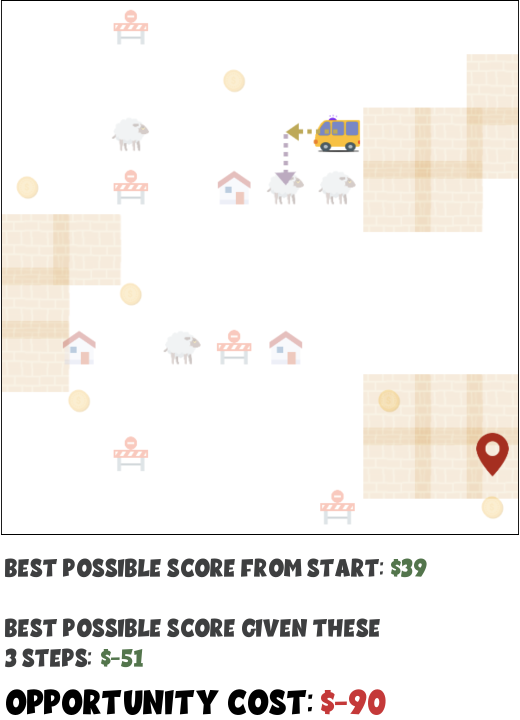 BEST POSSIBLE SCORE FROM START: $39
BEST POSSIBLE SCORE GIVEN THESE
3 STEPS: $-51
OPPORTUNITY COST: $-90